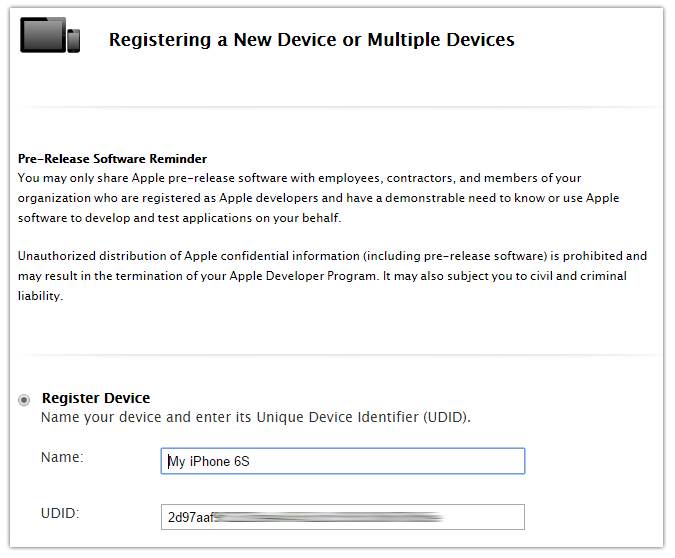 Registering a New Device or Multiple Devices
Pre-Release Software Reminder
You may only share Apple pre-release software with employees, contractors, and members of your
organization who are registered as Apple developers and have a demonstrable need to know or use Apple
software to develop and test applications on your behalf.
Unauthorized distribution of Apple confidential information (including pre-release software) is prohibited and
may result in the termination of your Apple Developer Program. It may also subject you to civil and criminal
liability.
Register Device
Name your device and enter its Unique Device Identifier (UDID).
Name:
My iPhone 6S
UDID:
2d97aaf